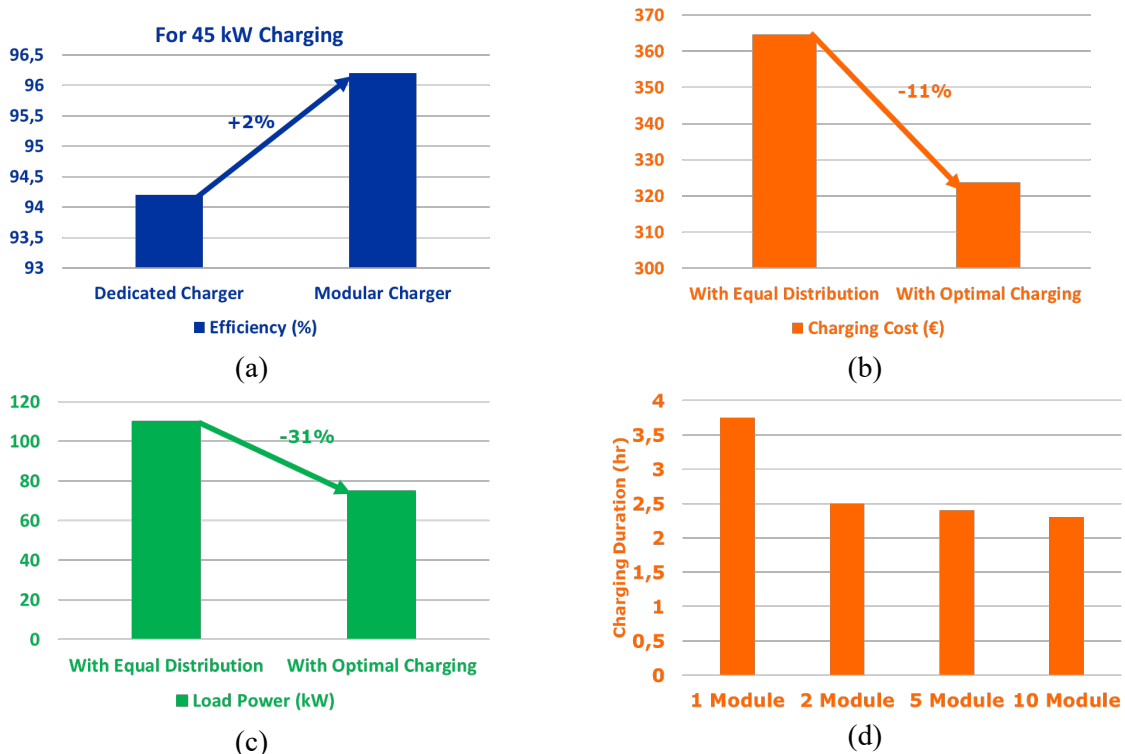 For 45 kW Charging
96,5
96
95,5
95
94,5
94
93,5
93
+2%
Dedicated Charger
Modular Charger
Efficiency (%)
(a)
370
360
350
340
330
320
310
300
-11%
With Equal Distribution
With Optimal Charging
Charging Cost (€)
(b)
120
100
80
60
40
20
0
-31%
With Equal Distribution
With Optimal Charging
Load Power (kW)
(c)
Charging Duration (hr)
4
3,5
3
2,5
2
1,5
1
0,5
0
1 Module
2 Module
5 Module
10 Module
(d)